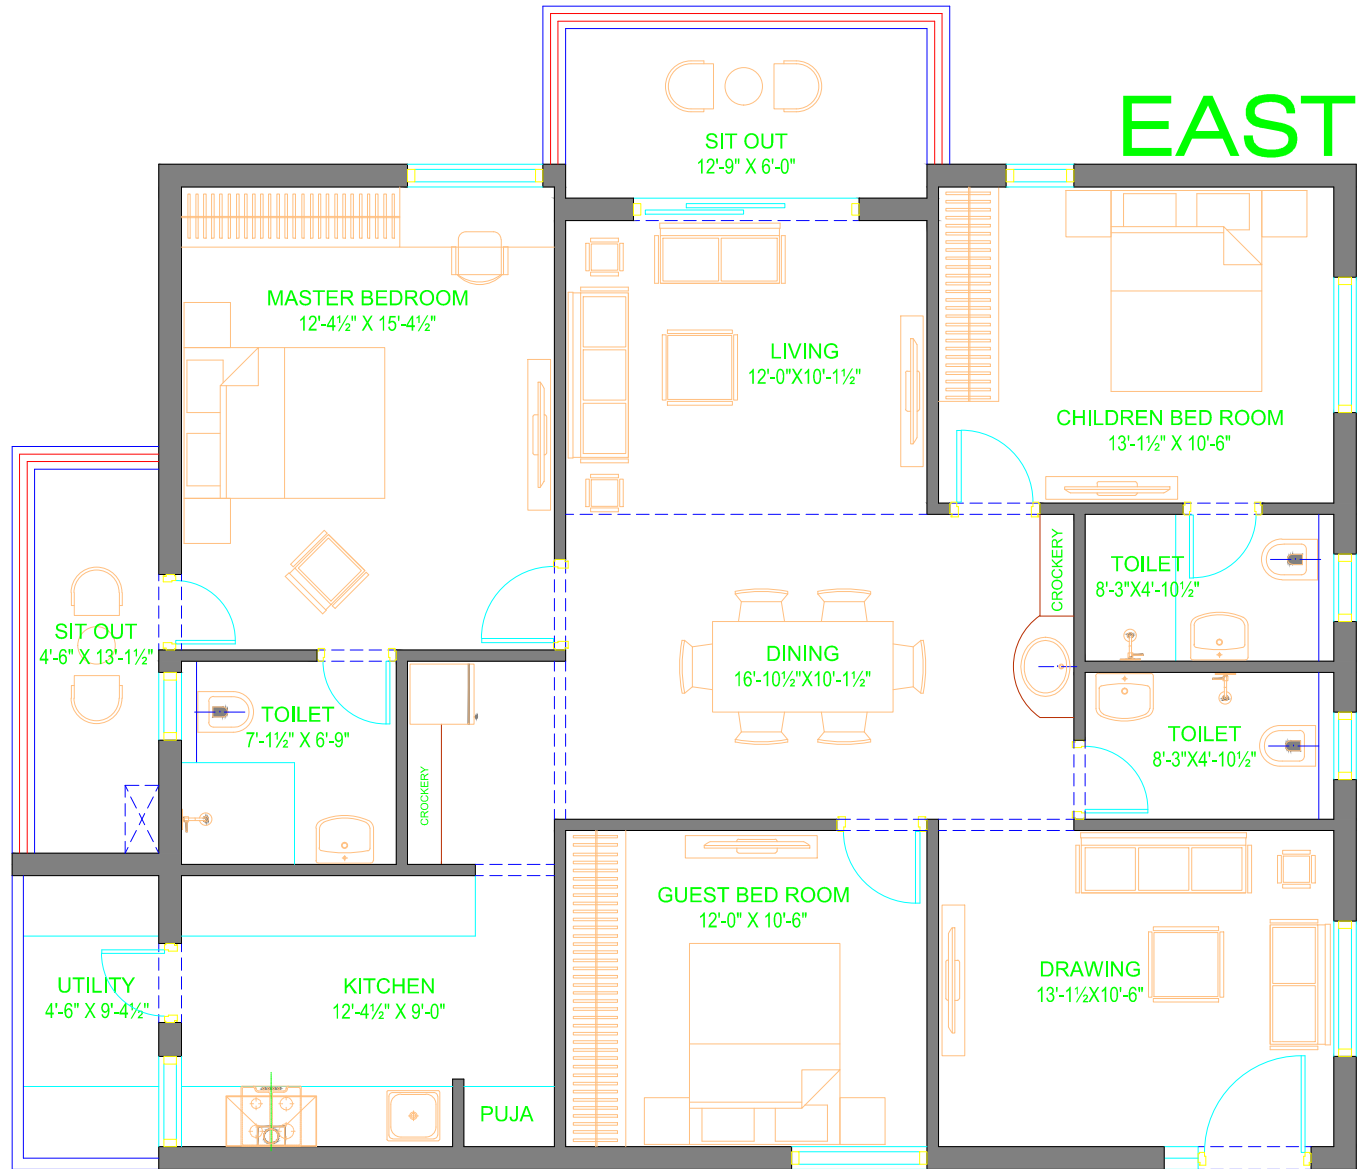 EAST
SIT OUT
12'-9" X 6'-0"
MASTER BEDROOM
12'-4½" X 15'-4½"
LIVING
12'-0"X10'-1½"
CHILDREN BED ROOM
13'-1½" X 10'-6"
CROCKERY
TOILET
8'-3"X4'-10½"
SIT OUT
4'-6" X 13'-1½"
DINING
16'-10½"X10'-1½"
TOILET
7'-1½" X 6'-9"
TOILET
8'-3"X4'-10½"
CROCKERY
GUEST BED ROOM
12'-0" X 10'-6"
UTILITY
4'-6" X 9'-4½"
KITCHEN
12'-4½" X 9'-0"
DRAWING
13'-1½X10'-6"
PUJA